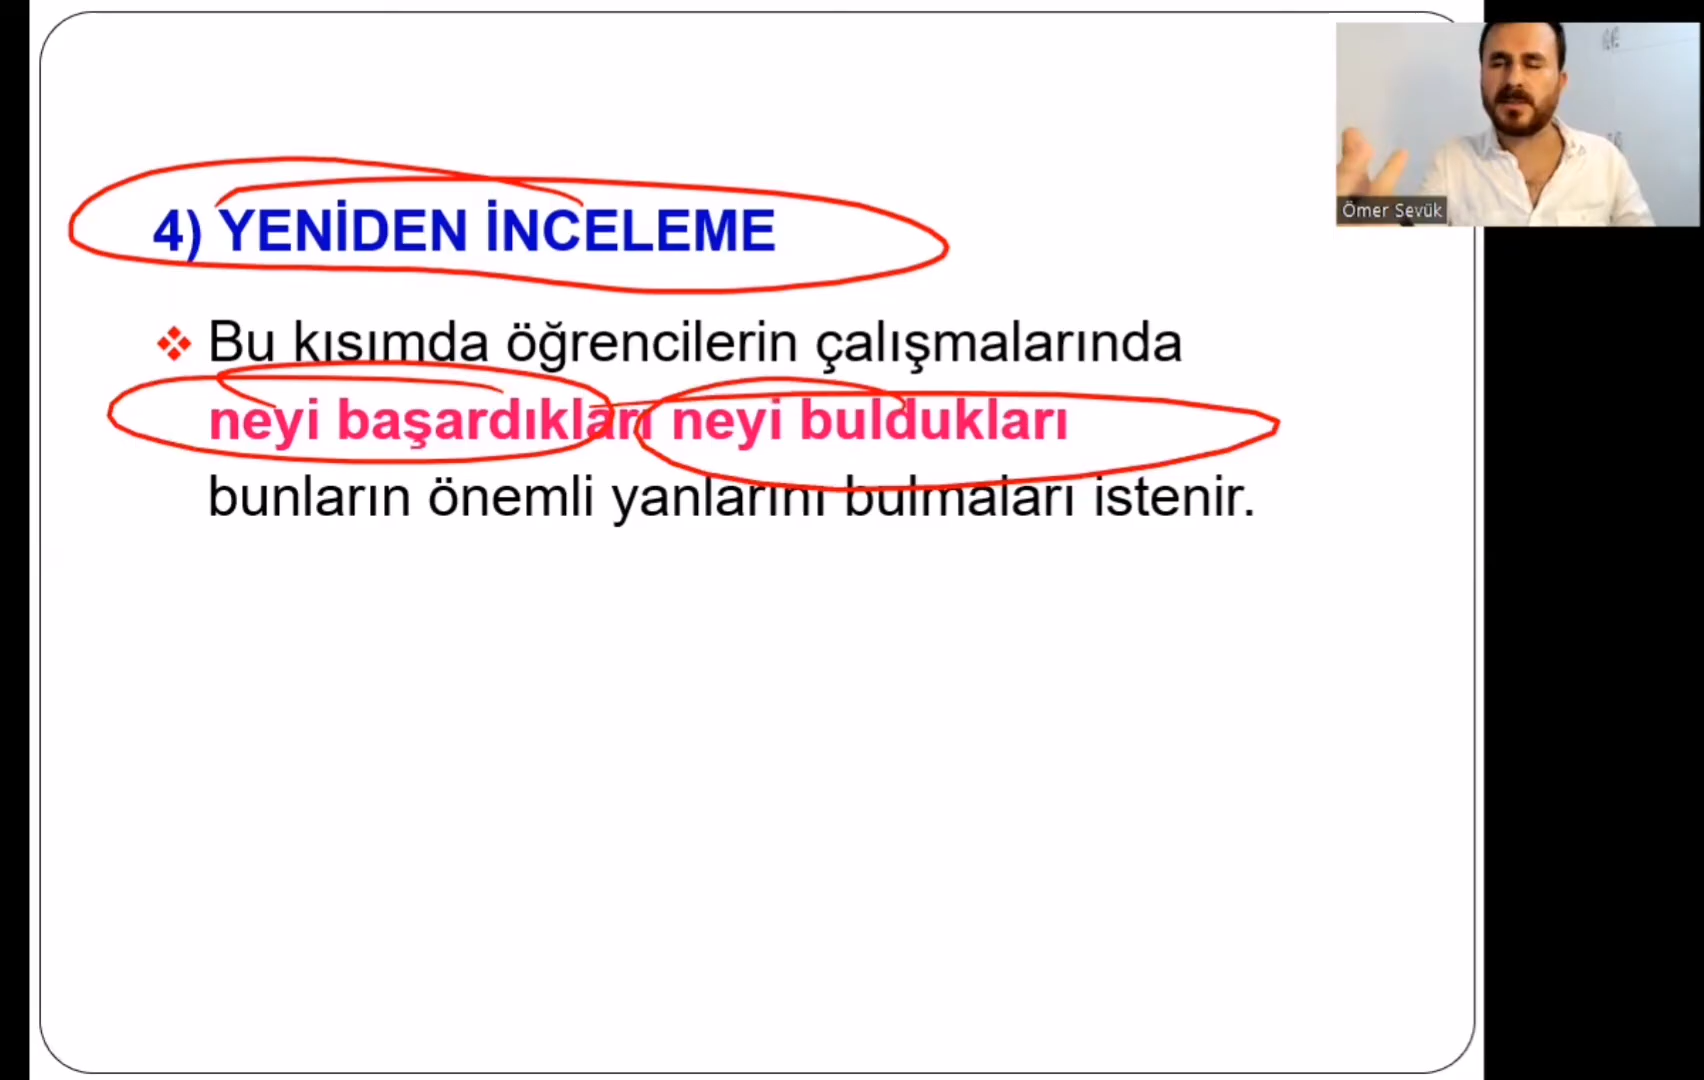 4) YENİDEN İNCELEME
Bu kısımda öğrencilerin çalışmalarında
neyi başardıkları neyi buldukları
bunların önemli yanlarını bulmaları istenir.
Ömer Sevük